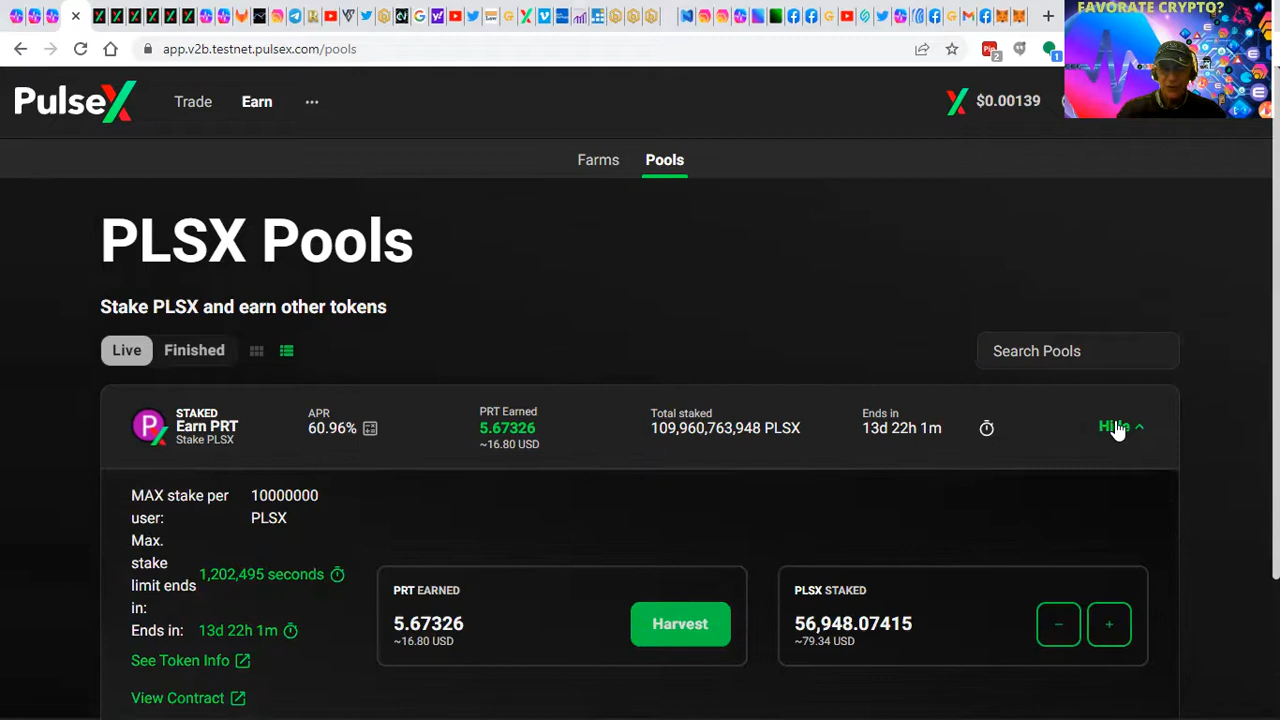 FAVORATE CRYPTO?
app.v2b.testnet.pulsex.com/pools
2
1
PulseX
Trade
Earn
...
$0.00139
Farms
Pools
PLSX Pools
Stake PLSX and earn other tokens
Live
Finished
Search Pools
STAKED
Earn PRT
Stake PLSX
APR
60.96%
PRT Earned
5.67326
~16.80 USD
Total staked
109,960,763,948 PLSX
Ends in
13d 22h 1m
Hide
MAX stake per user:
10000000 PLSX
Max. stake limit ends in:
1,202,495 seconds
Ends in:
13d 22h 1m
See Token Info
View Contract
PRT EARNED
5.67326
~16.80 USD
Harvest
PLSX STAKED
56,948.07415
~79.34 USD
-
+